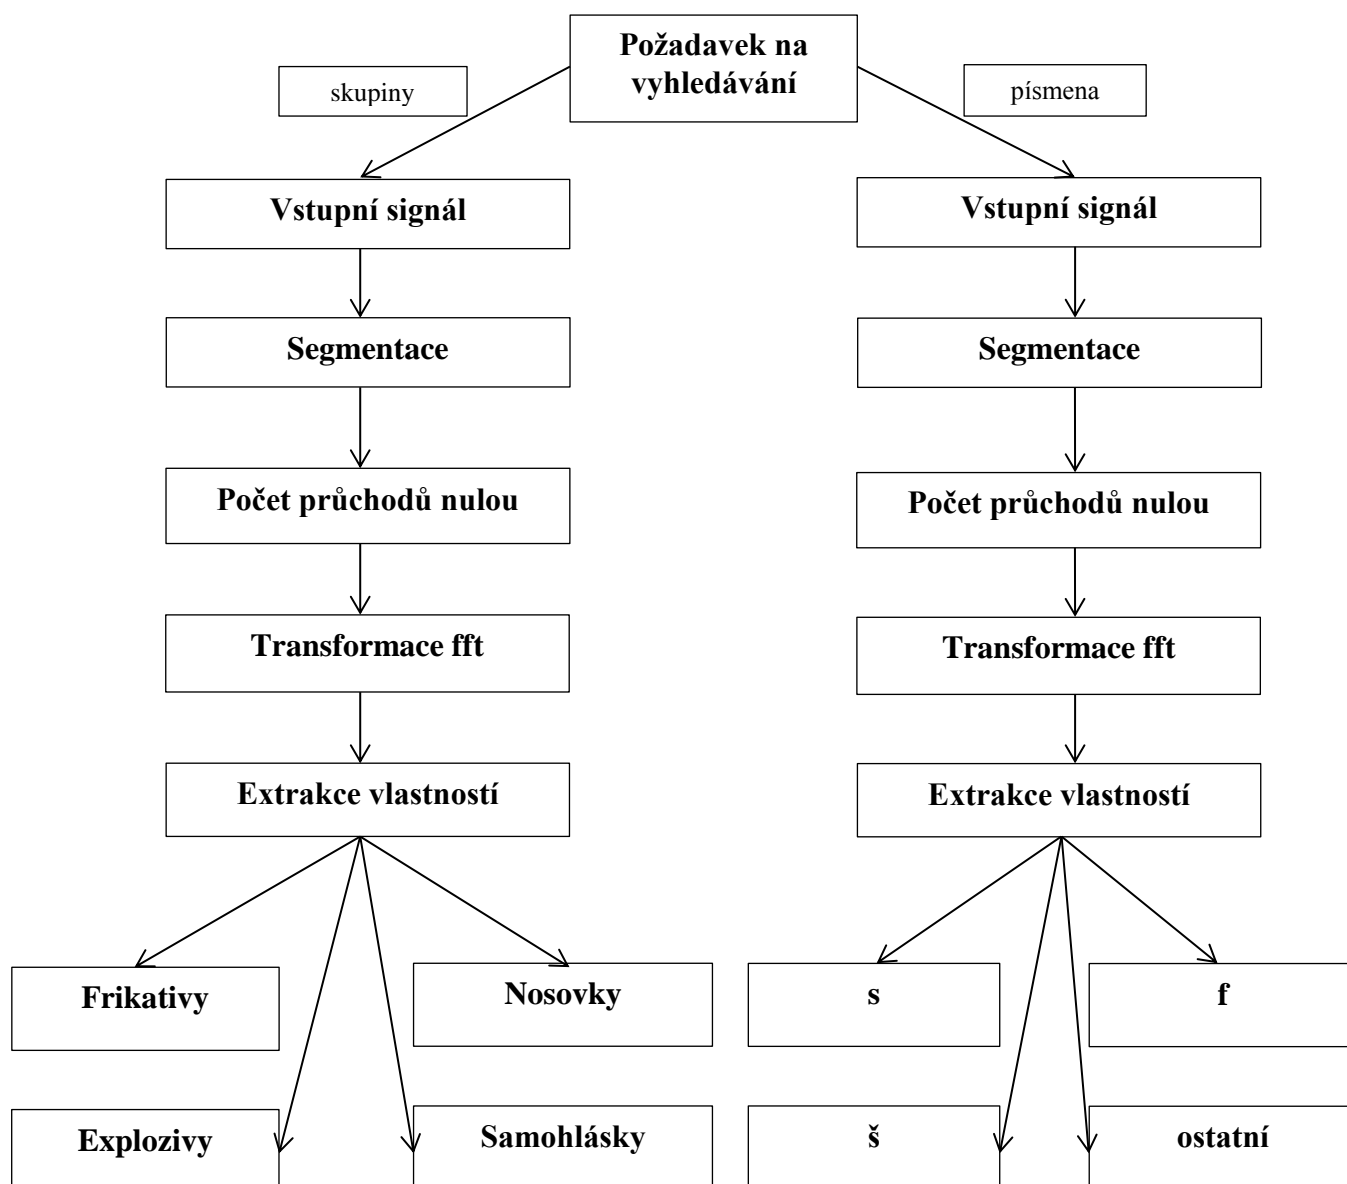 Požadavek na
vyhledávání
skupiny
písmena
Vstupní signál
Vstupní signál
Segmentace
Segmentace
Počet průchodů nulou
Počet průchodů nulou
Transformace fft
Transformace fft
Extrakce vlastností
Extrakce vlastností
Frikativy
Nosovky
s
f
Explozivy
Samohlásky
š
ostatní